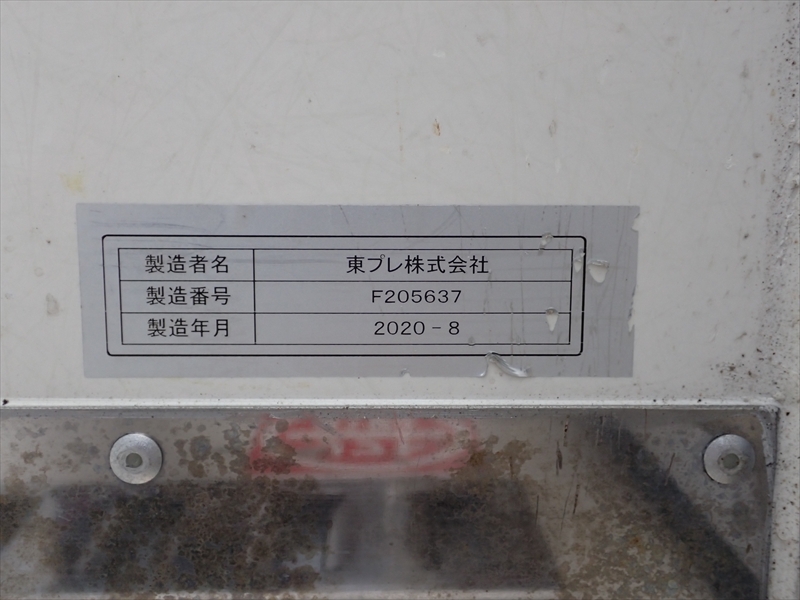 製造者名 東プレ株式会社
製造番号 F205637
製造年月 2020-8